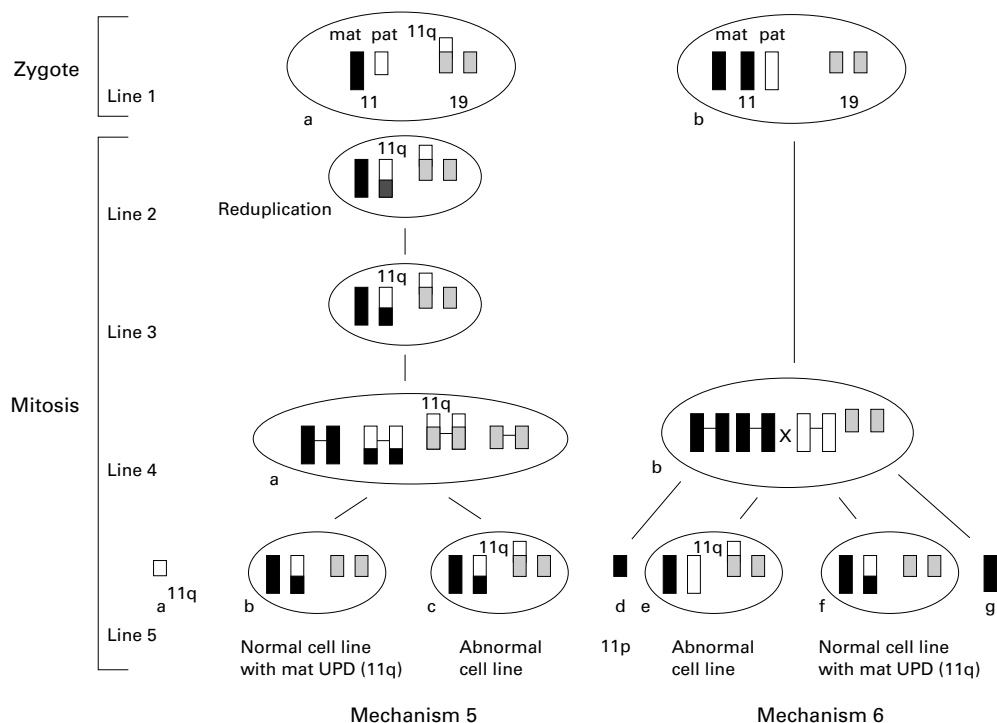 mat pat 11q
mat pat
Zygote
Line 1
11 19
11 19
a
b
11q
Line 2
Reduplication
11q
Line 3
Mitosis
11q
X
Line 4
a
b
11q
11q
a 11q
b
c
d
e
f
g
Line 5
Normal cell line
with mat UPD (11q)
Abnormal
cell line
11p
Abnormal
cell line
Normal cell line
with mat UPD (11q)
Mechanism 5
Mechanism 6